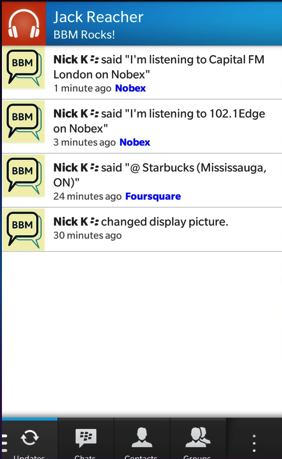 Jack Reacher
BBM Rocks!
BBM
Nick K said "I'm listening to Capital FM
London on Nobex"
1 minute ago Nobex
BBM
Nick K said "I'm listening to 102.1Edge
on Nobex"
3 minutes ago Nobex
BBM
Nick K said "@ Starbucks (Mississauga,
ON)"
24 minutes ago Foursquare
BBM
Nick K changed display picture.
30 minutes ago
Updates Chats Contacts Groups